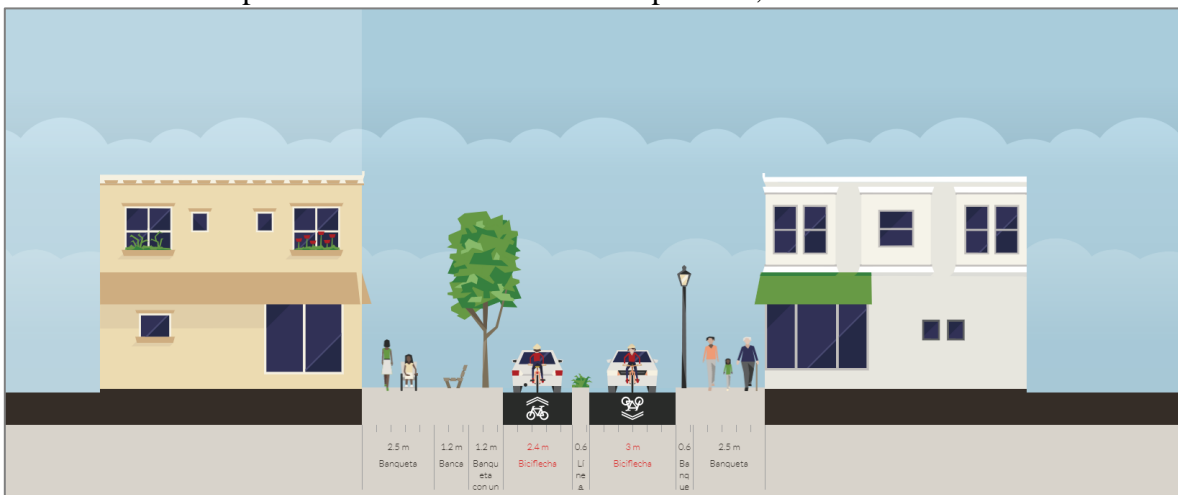 2.5 m
Banqueta
1.2 m
Banca
1.2 m
Banqu
eta
con un
2.4 m
Biciflecha
0.6
Lí
ne
a
3 m
Biciflecha
0.6
Ba
nq
ue
2.5 m
Banqueta